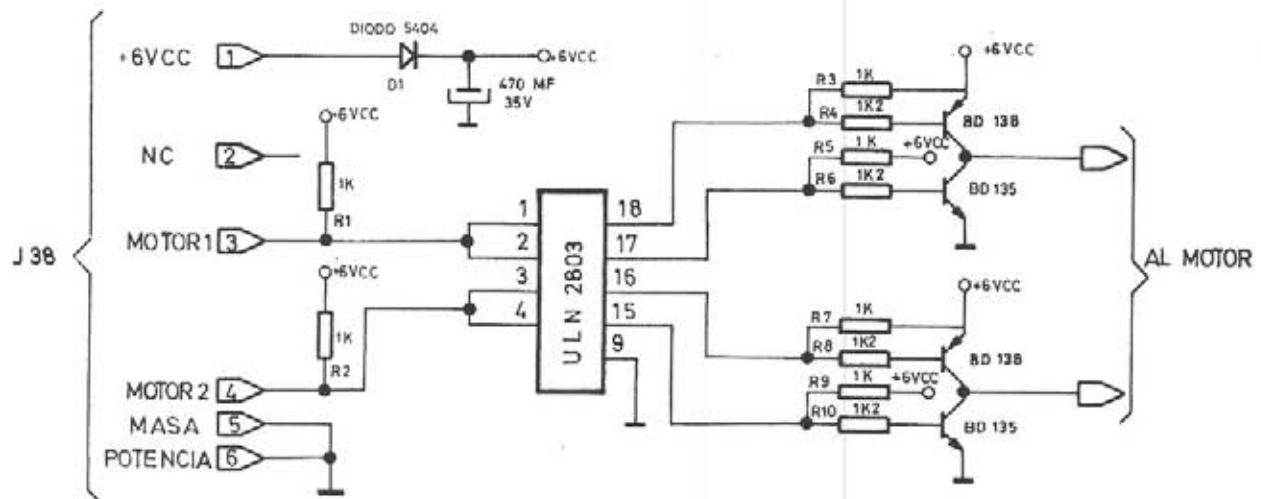 J 38
+6VCC 1
DIODO 5404
D1
+6VCC
470 MF
35V
NC 2
+6VCC
1K
R1
MOTOR1 3
+6VCC
1K
R2
MOTOR 2 4
MASA 5
POTENCIA 6
1
2
3
4
ULN 2803
18
17
16
15
9
R3 1K
+6VCC
R4 1K2
BD 138
R5 1K
+6VCC
R6 1K2
BD 135
R7 1K
+6VCC
R8 1K2
BD 138
R9 1K
+6VCC
R10 1K2
BD 135
AL MOTOR